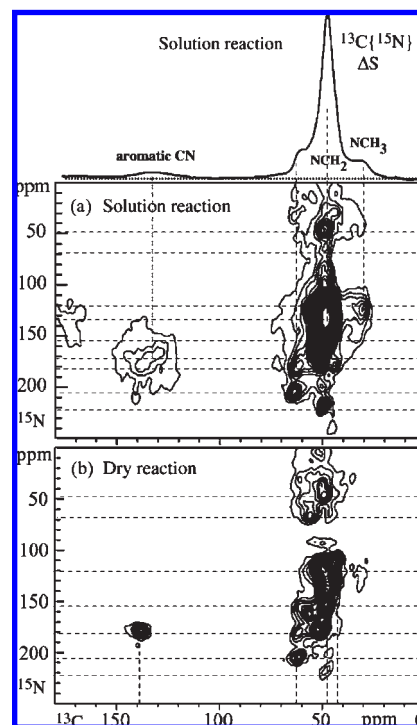 Solution reaction
¹³C{¹⁵N}
ΔS
aromatic CN
NCH₂
NCH₃
ppm
(a) Solution reaction
50
100
150
200
¹⁵N
ppm
(b) Dry reaction
50
100
150
200
¹⁵N
¹³C 150 100 50 ppm